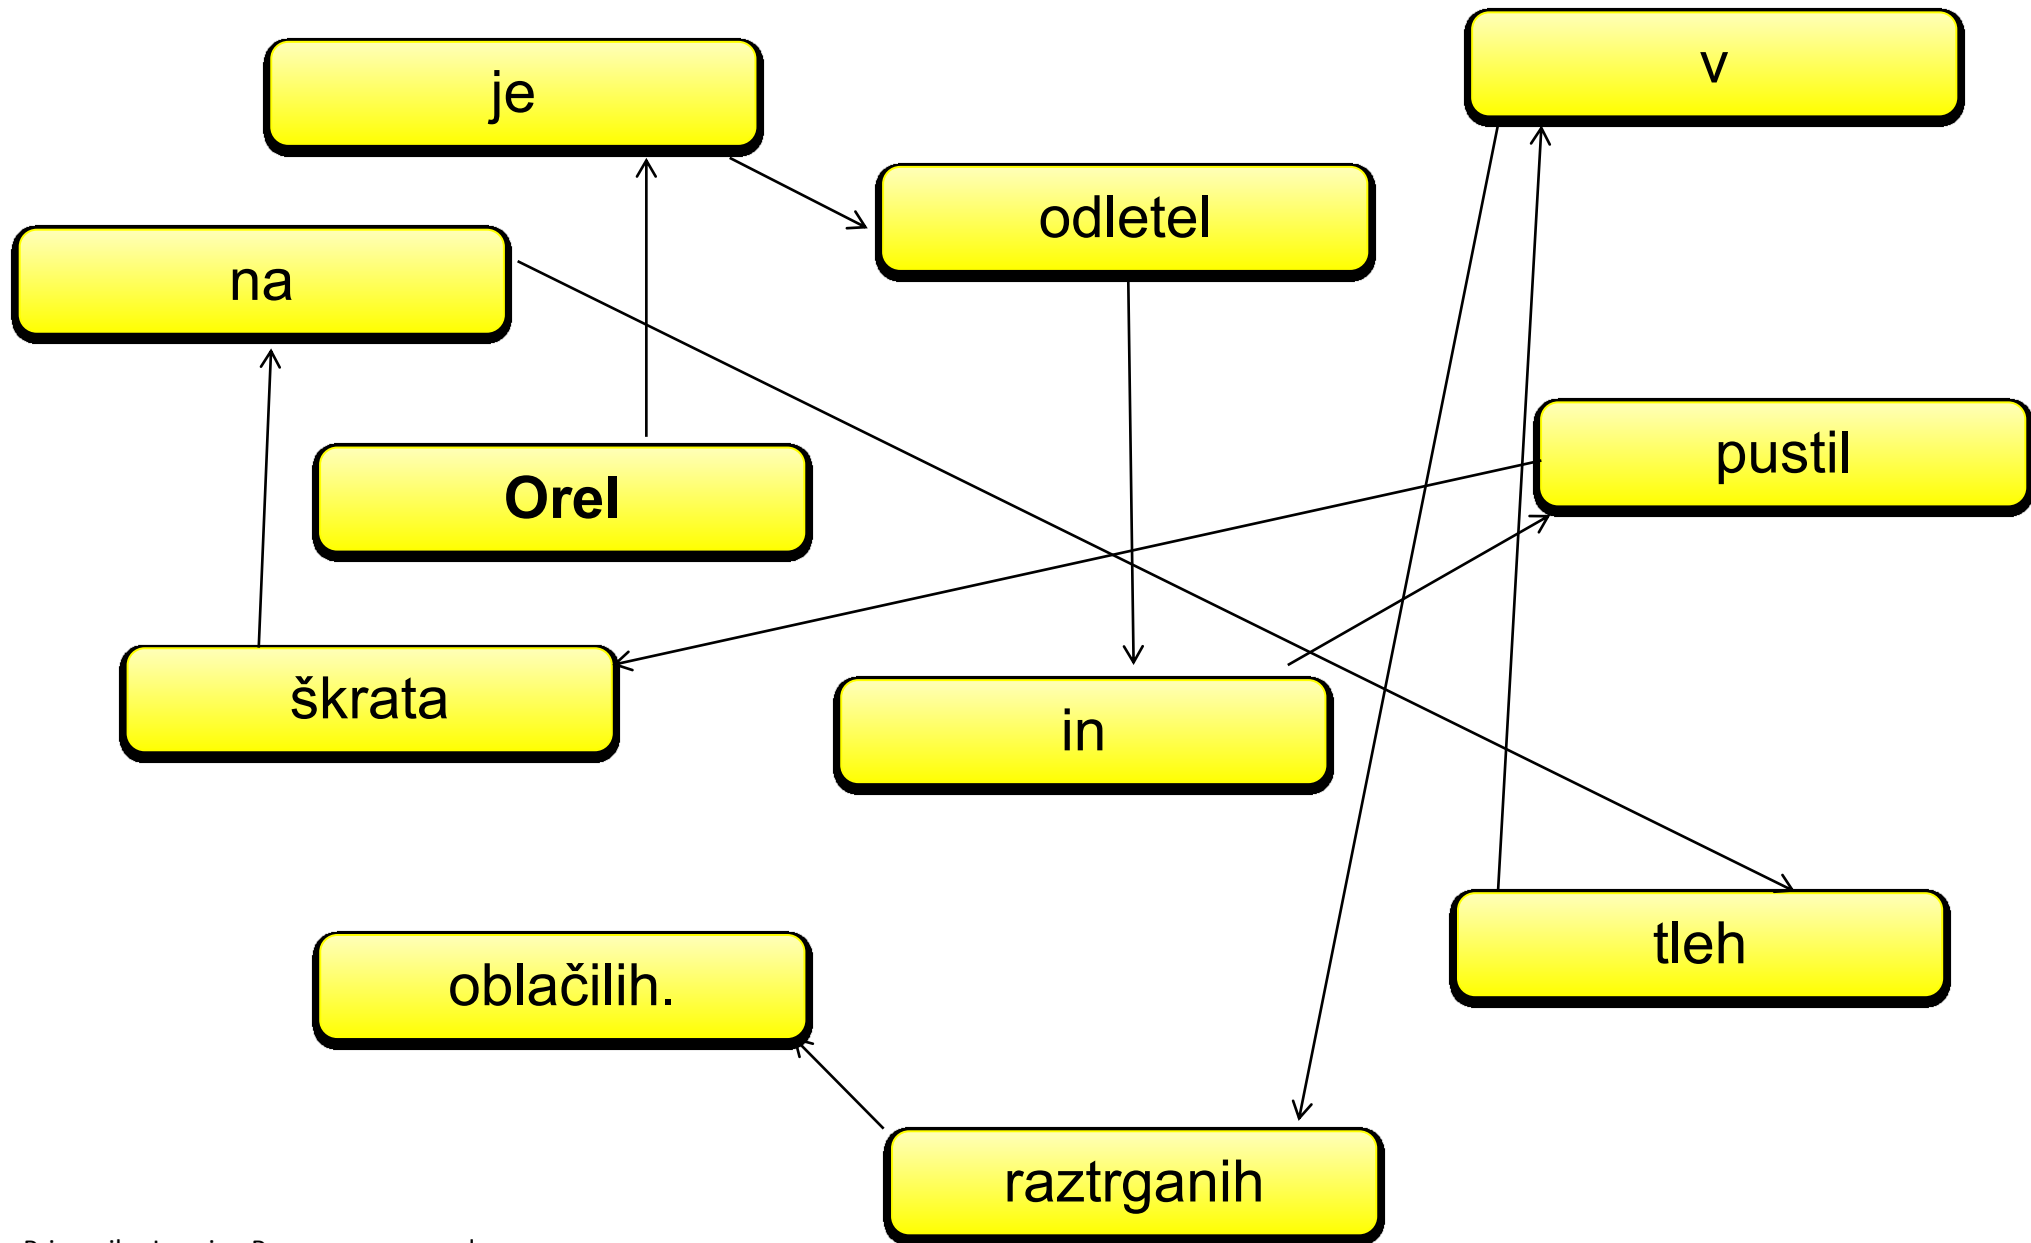 je
v
odletel
na
pustil
Orel
škrata
in
tleh
oblačilih.
raztrganih